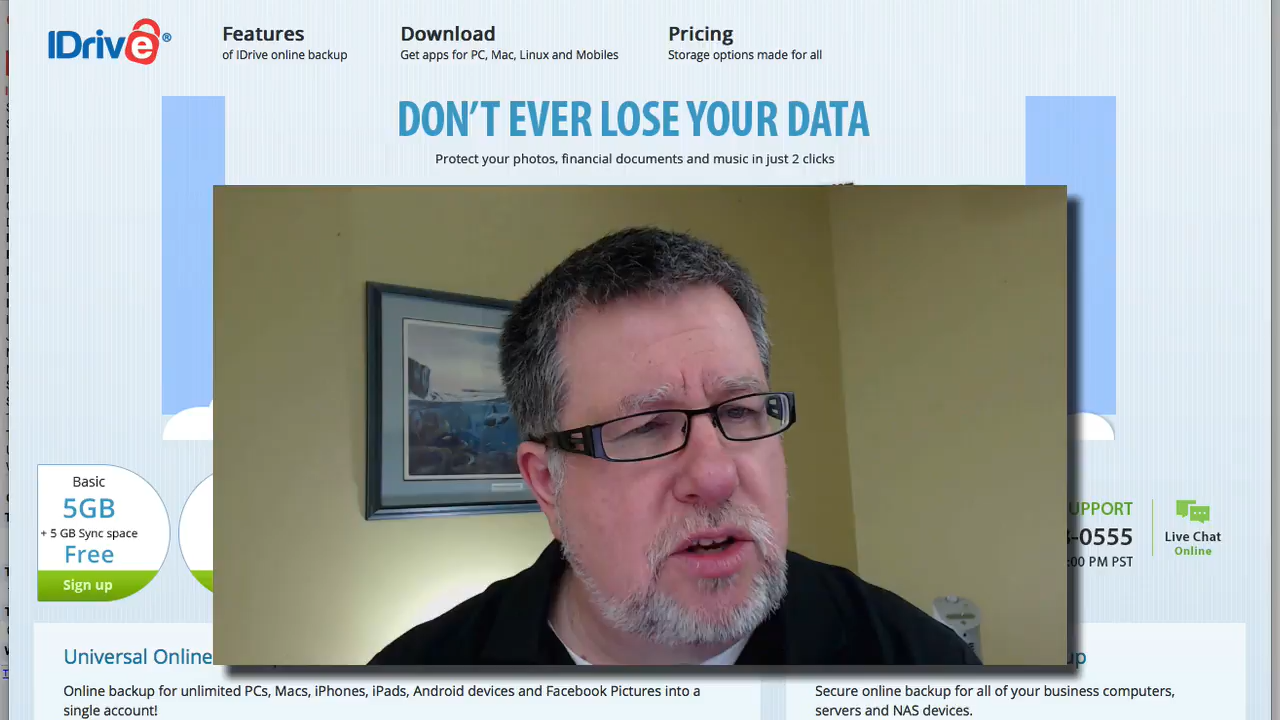 IDrive®
Features
of IDrive online backup
Download
Get apps for PC, Mac, Linux and Mobiles
Pricing
Storage options made for all
DON'T EVER LOSE YOUR DATA
Protect your photos, financial documents and music in just 2 clicks
Basic
5GB
+ 5 GB Sync space
Free
Sign up
UPPORT
-0555
:00 PM PST
Live Chat
Online
Universal Online
Online backup for unlimited PCs, Macs, iPhones, iPads, Android devices and Facebook Pictures into a
single account!
up
Secure online backup for all of your business computers,
servers and NAS devices.